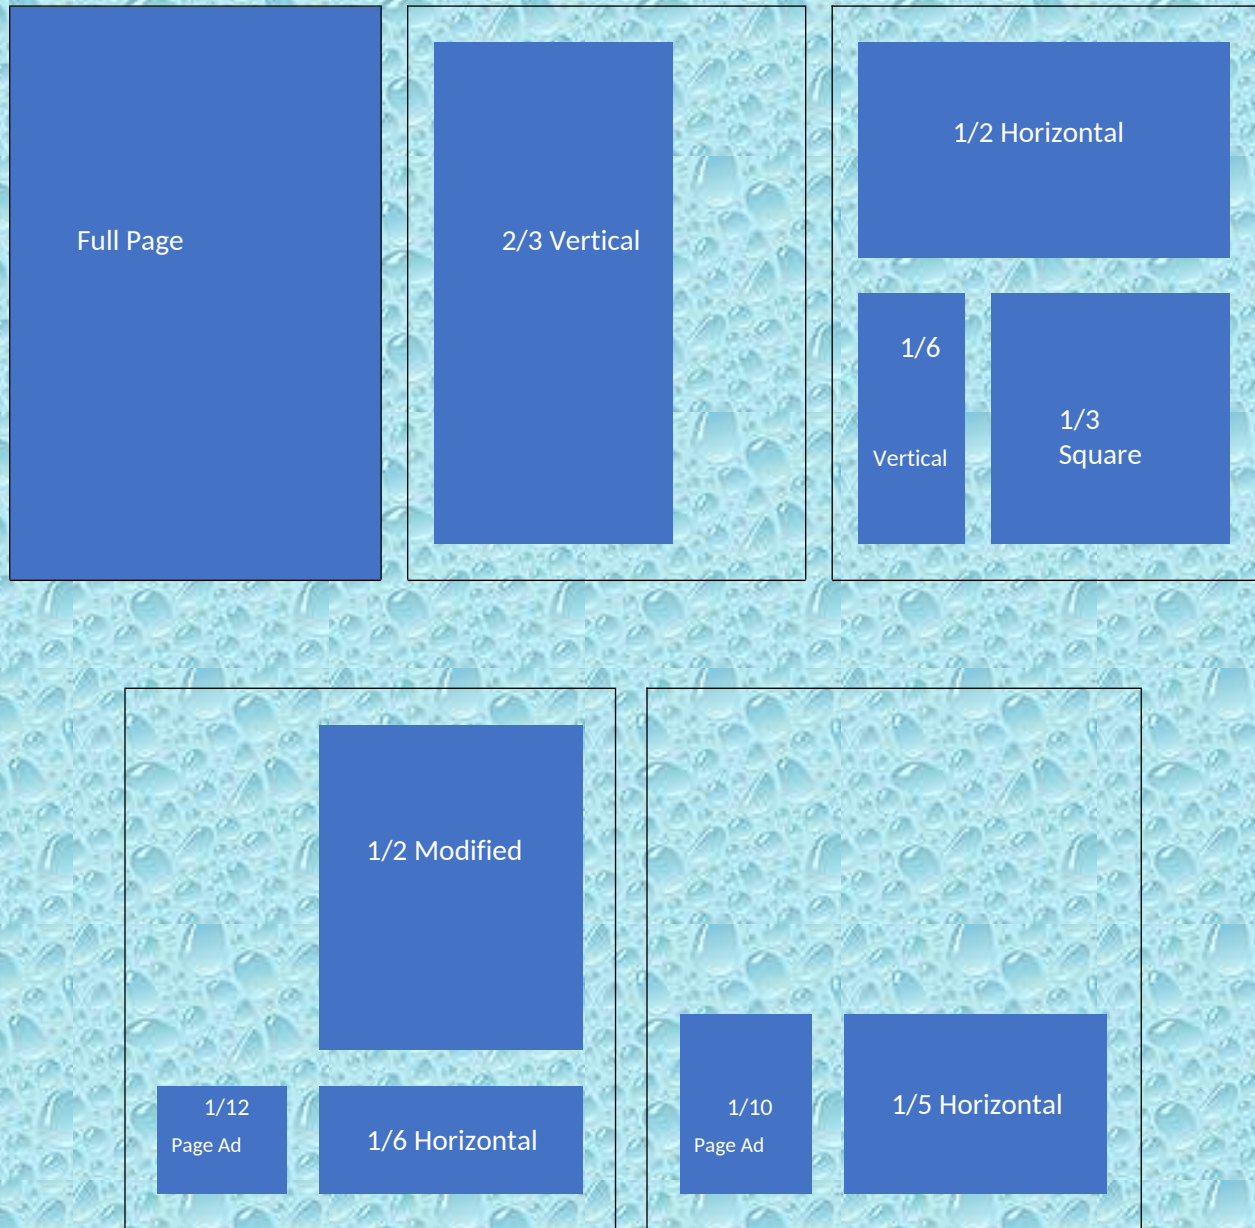 Full Page
2/3 Vertical
1/2 Horizontal
1/6
Vertical
1/3
Square
1/2 Modified
1/12
Page Ad
1/6 Horizontal
1/10
Page Ad
1/5 Horizontal